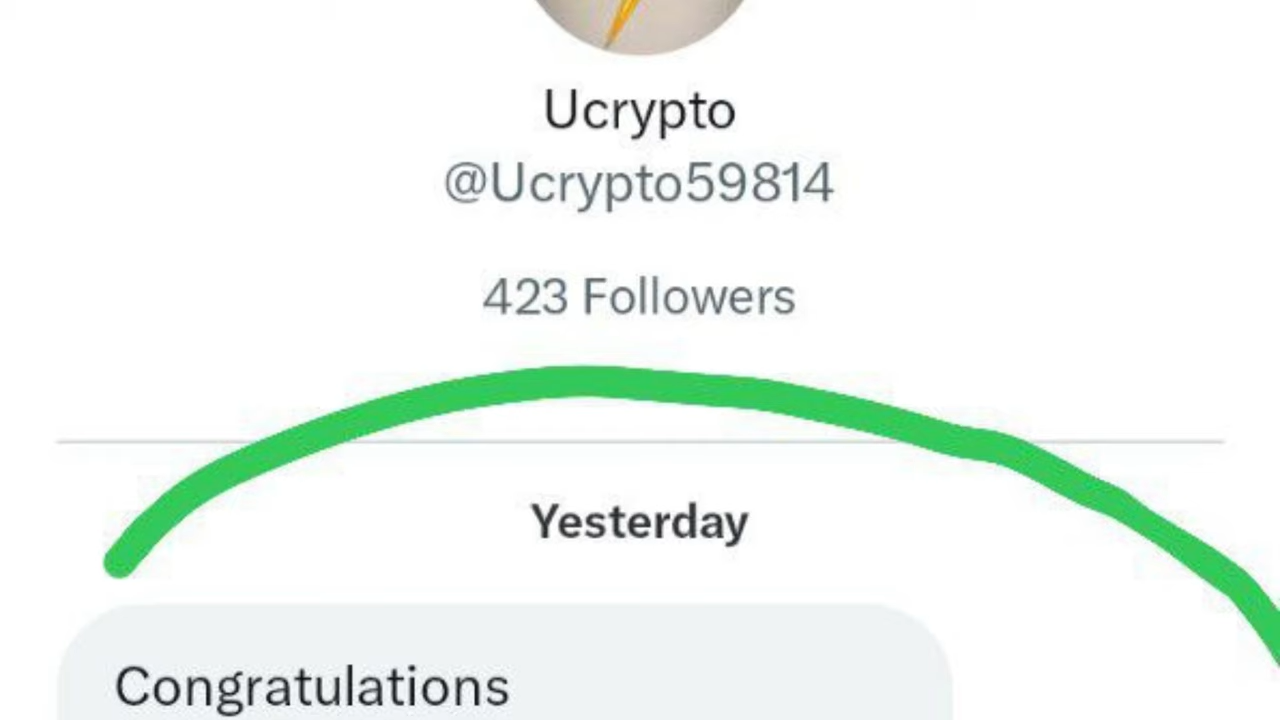 Ucrypto
@Ucrypto59814
423 Followers
Yesterday
Congratulations